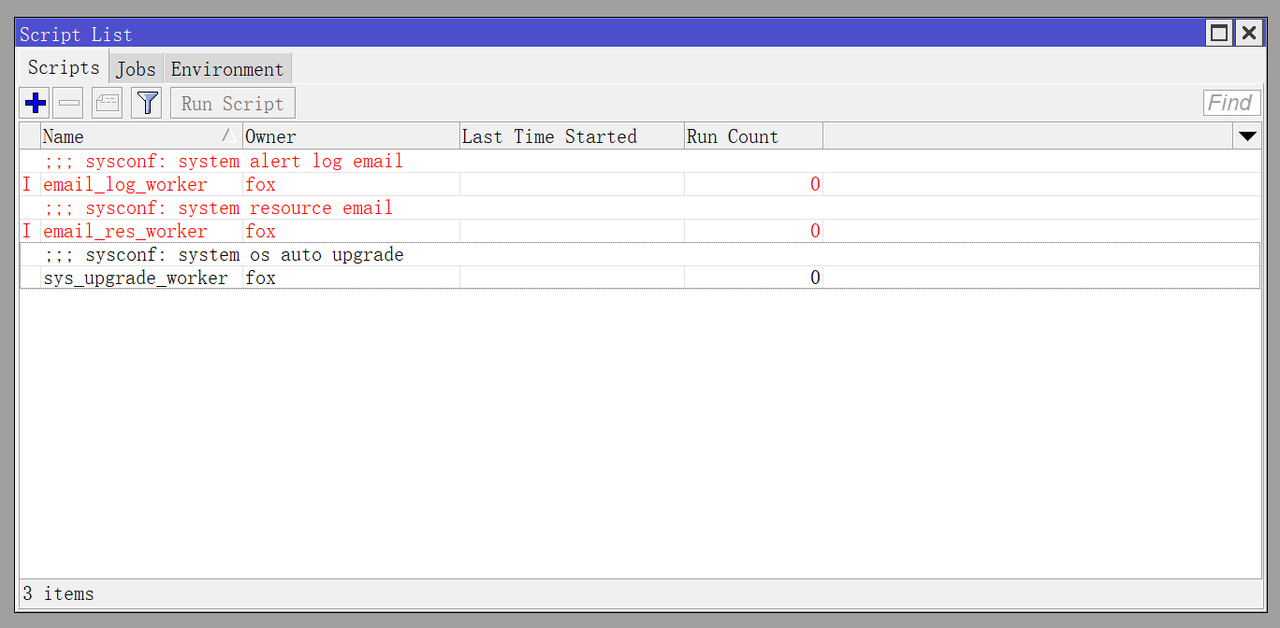 Script List
Scripts Jobs Environment
Run Script Find
Name Owner Last Time Started Run Count
;;; sysconf: system alert log email
I email_log_worker fox 0
;;; sysconf: system resource email
I email_res_worker fox 0
;;; sysconf: system os auto upgrade
sys_upgrade_worker fox 0
3 items